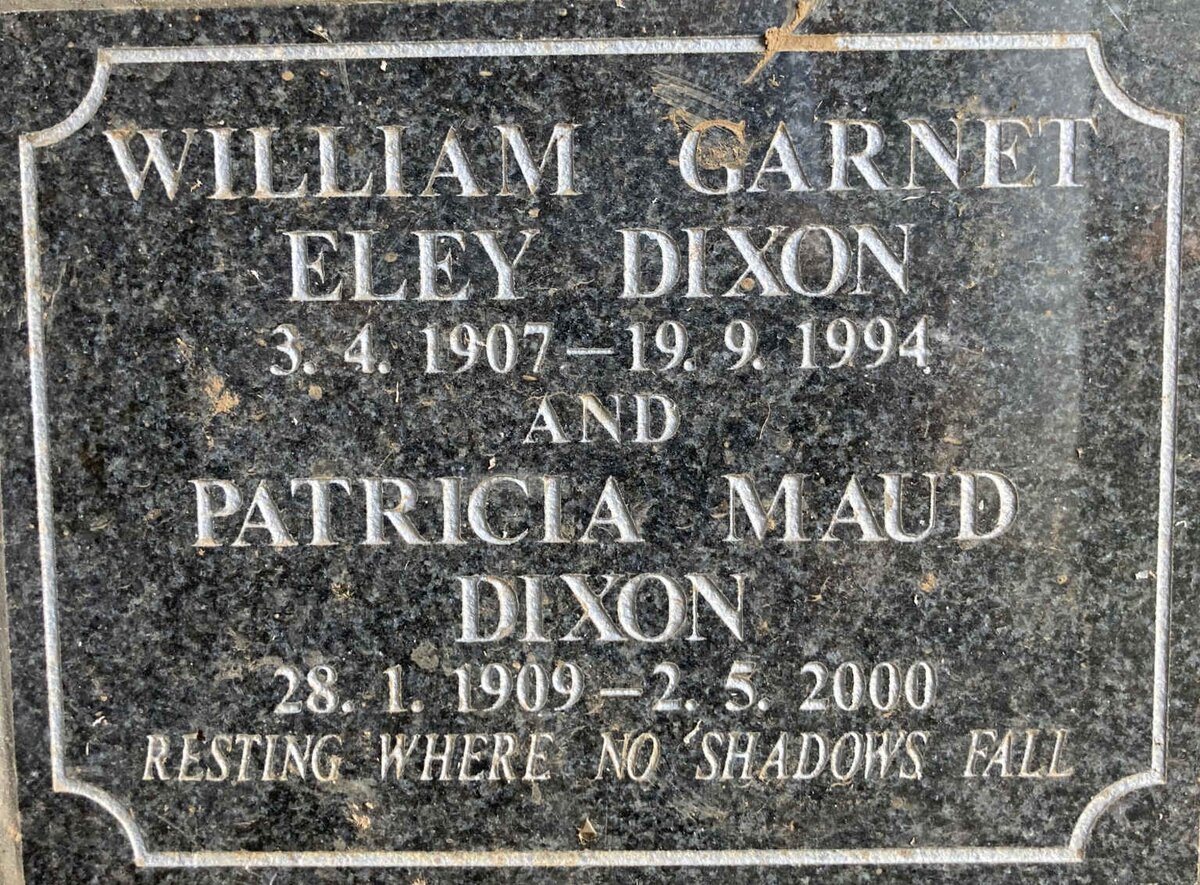 WILLIAM GARNET
ELEY DIXON
3. 4. 1907 – 19. 9. 1994
AND
PATRICIA MAUD
DIXON
28. 1. 1909 – 2. 5. 2000
RESTING WHERE NO SHADOWS FALL